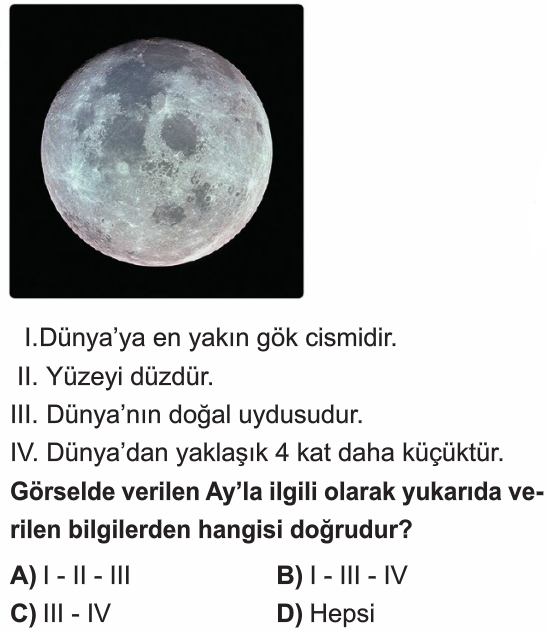 I.Dünya’ya en yakın gök cismidir.
II. Yüzeyi düzdür.
III. Dünya’nın doğal uydusudur.
IV. Dünya’dan yaklaşık 4 kat daha küçüktür.
Görselde verilen Ay’la ilgili olarak yukarıda ve-
rilen bilgilerden hangisi doğrudur?
A) I - II - III B) I - III - IV
C) III - IV D) Hepsi